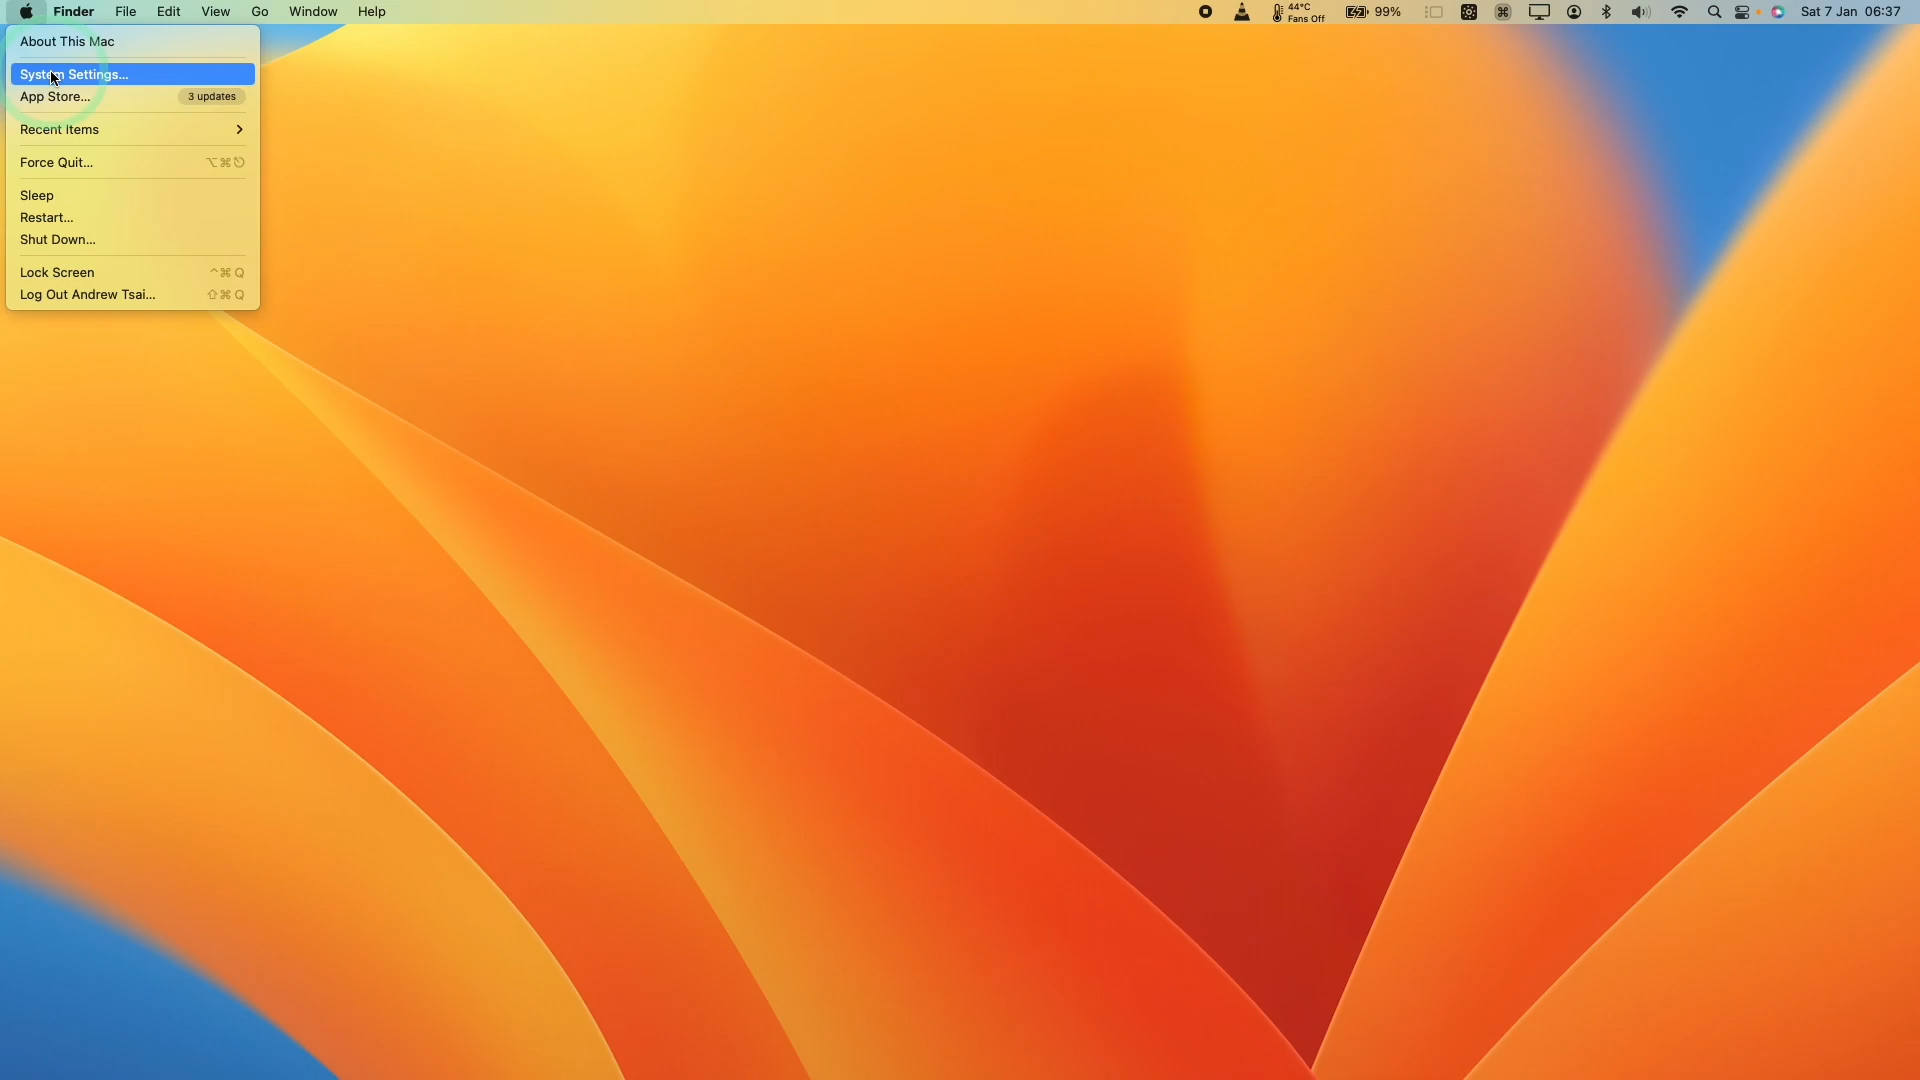 Finder File Edit View Go Window Help 44°C Fans Off 99% Sat 7 Jan 06:37
About This Mac
System Settings...
App Store... 3 updates
Recent Items
Force Quit... ⌥⌘⎋
Sleep
Restart...
Shut Down...
Lock Screen ^⌘Q
Log Out Andrew Tsai... ⇧⌘Q